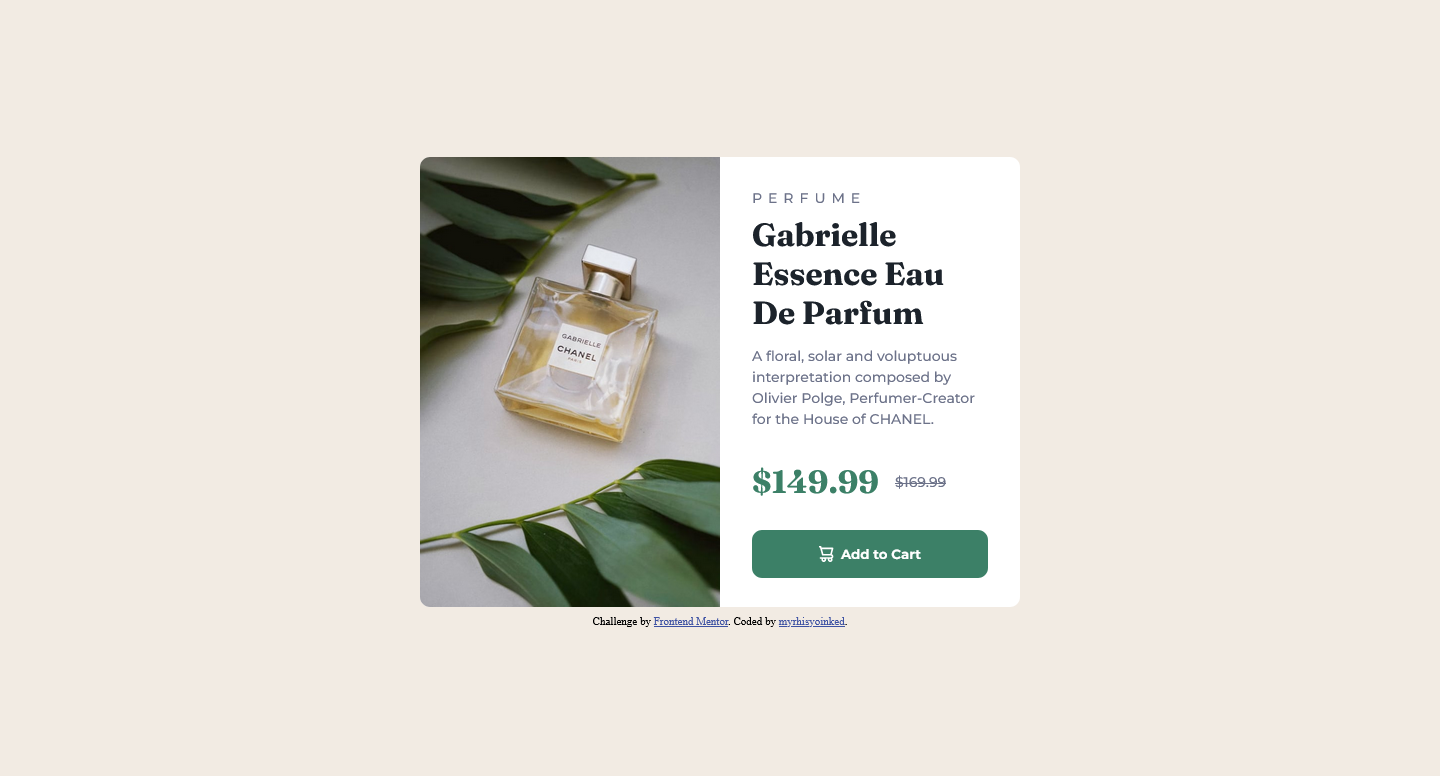 GABRIELLE
CHANEL
PARIS
PERFUME
Gabrielle
Essence Eau
De Parfum
A floral, solar and voluptuous
interpretation composed by
Olivier Polge, Perfumer-Creator
for the House of CHANEL.
$149.99 $169.99
Add to Cart
Challenge by Frontend Mentor. Coded by myrhisyoinked.